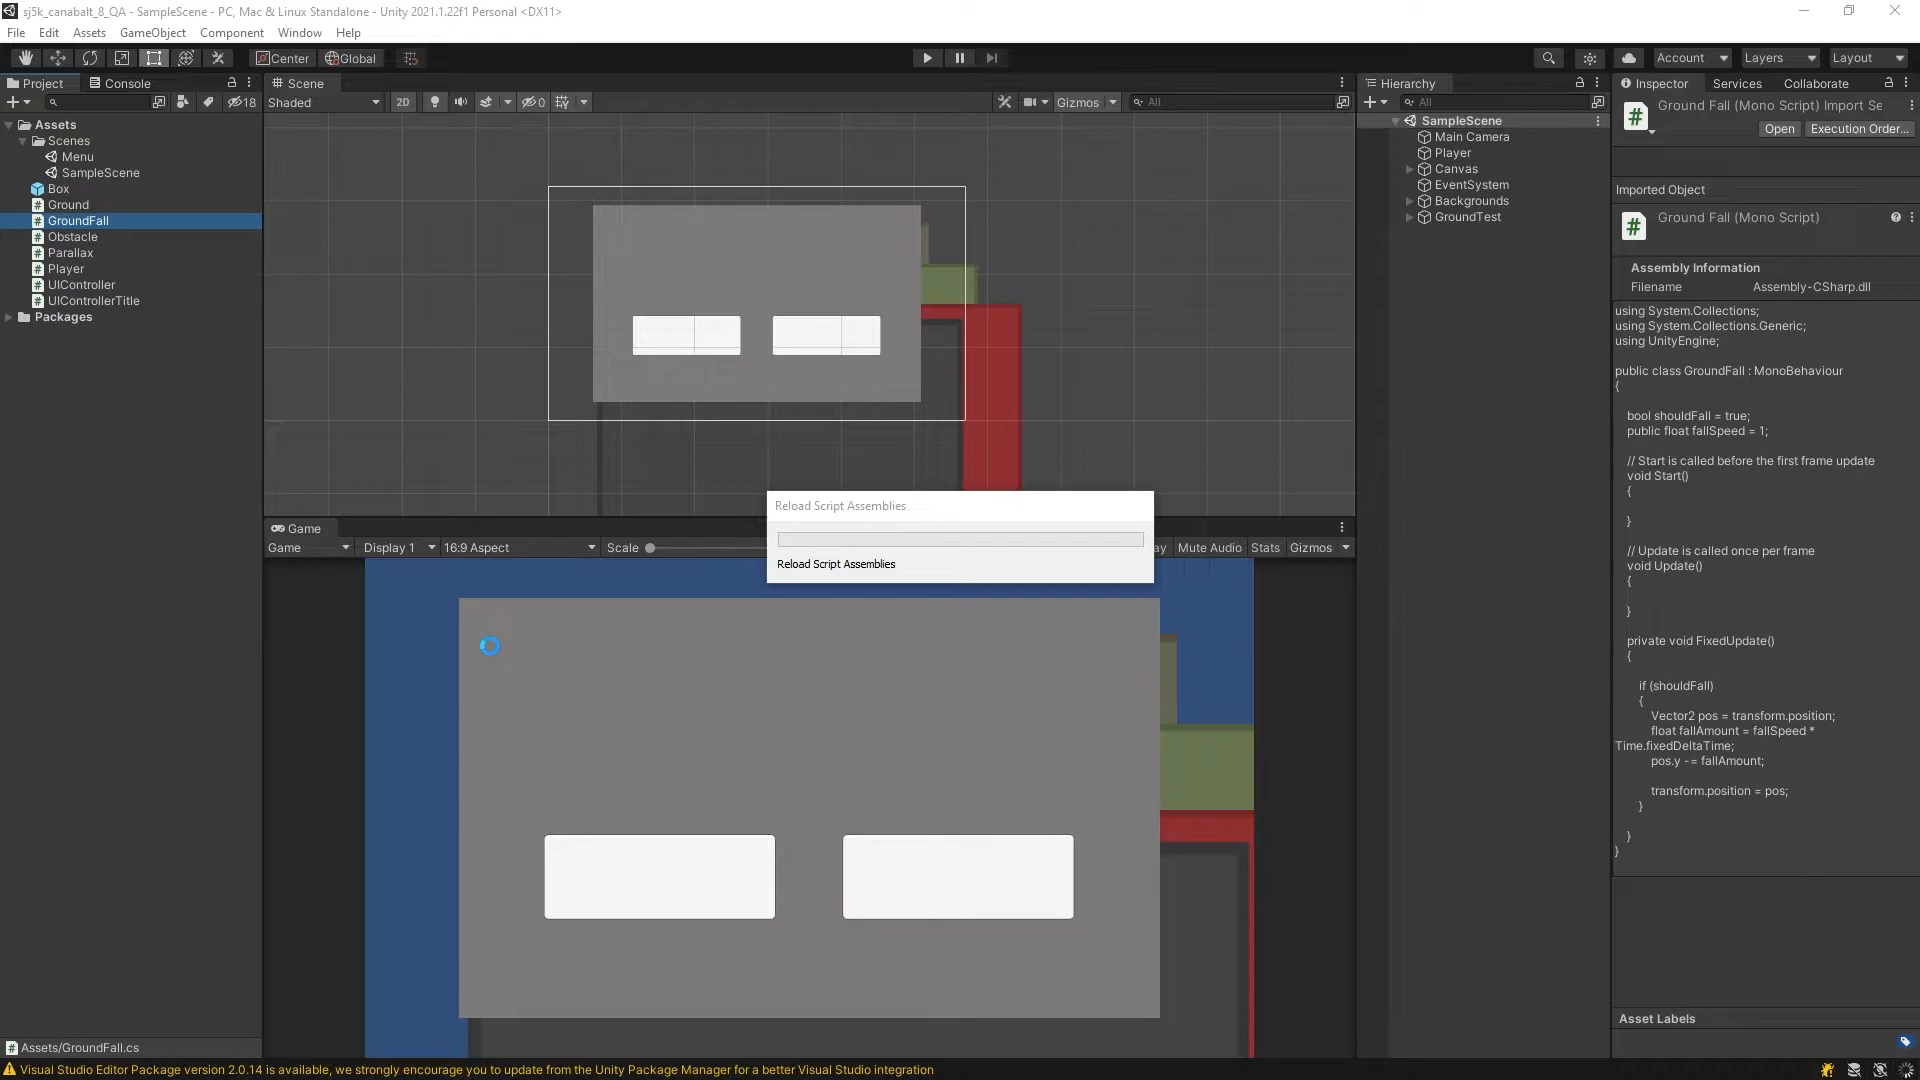 sj5k_canabalt_8_QA - SampleScene - PC, Mac & Linux Standalone - Unity 2021.1.22f1 Personal <DX11>
File Edit Assets GameObject Component Window Help
Center Global Account Layers Layout
Project Console
18
Assets
Scenes
Menu
SampleScene
Box
Ground
GroundFall
Obstacle
Parallax
Player
UIController
UIControllerTitle
Packages
Assets/GroundFall.cs
Scene
Shaded 2D 0 Gizmos All
Game
Game Display 1 16:9 Aspect Scale ay Mute Audio Stats Gizmos
Reload Script Assemblies
Reload Script Assemblies
Hierarchy
All
SampleScene
Main Camera
Player
Canvas
EventSystem
Backgrounds
GroundTest
Inspector Services Collaborate
Ground Fall (Mono Script) Import Se
Open Execution Order...
Imported Object
Ground Fall (Mono Script)
Assembly Information
Filename Assembly-CSharp.dll
using System.Collections;
using System.Collections.Generic;
using UnityEngine;
public class GroundFall : MonoBehaviour
{
bool shouldFall = true;
public float fallSpeed = 1;
// Start is called before the first frame update
void Start()
{
}
// Update is called once per frame
void Update()
{
}
private void FixedUpdate()
{
if (shouldFall)
{
Vector2 pos = transform.position;
float fallAmount = fallSpeed *
Time.fixedDeltaTime;
pos.y -= fallAmount;
transform.position = pos;
}
}
}
Asset Labels
Visual Studio Editor Package version 2.0.14 is available, we strongly encourage you to update from the Unity Package Manager for a better Visual Studio integration